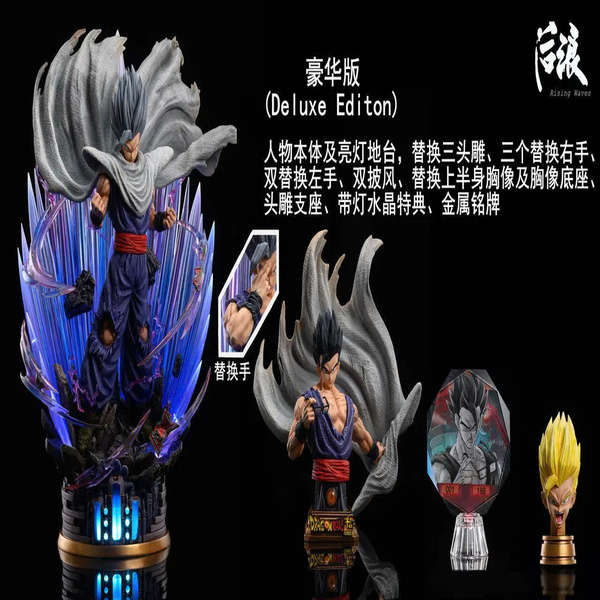 后浪
Rising Waves
豪华版
(Deluxe Editon)
人物本体及亮灯地台，替换三头雕、三个替换右手、
双替换左手、双披风、替换上半身胸像及胸像底座、
头雕支座、带灯水晶特典、金属铭牌
替换手
DRAGONBALL